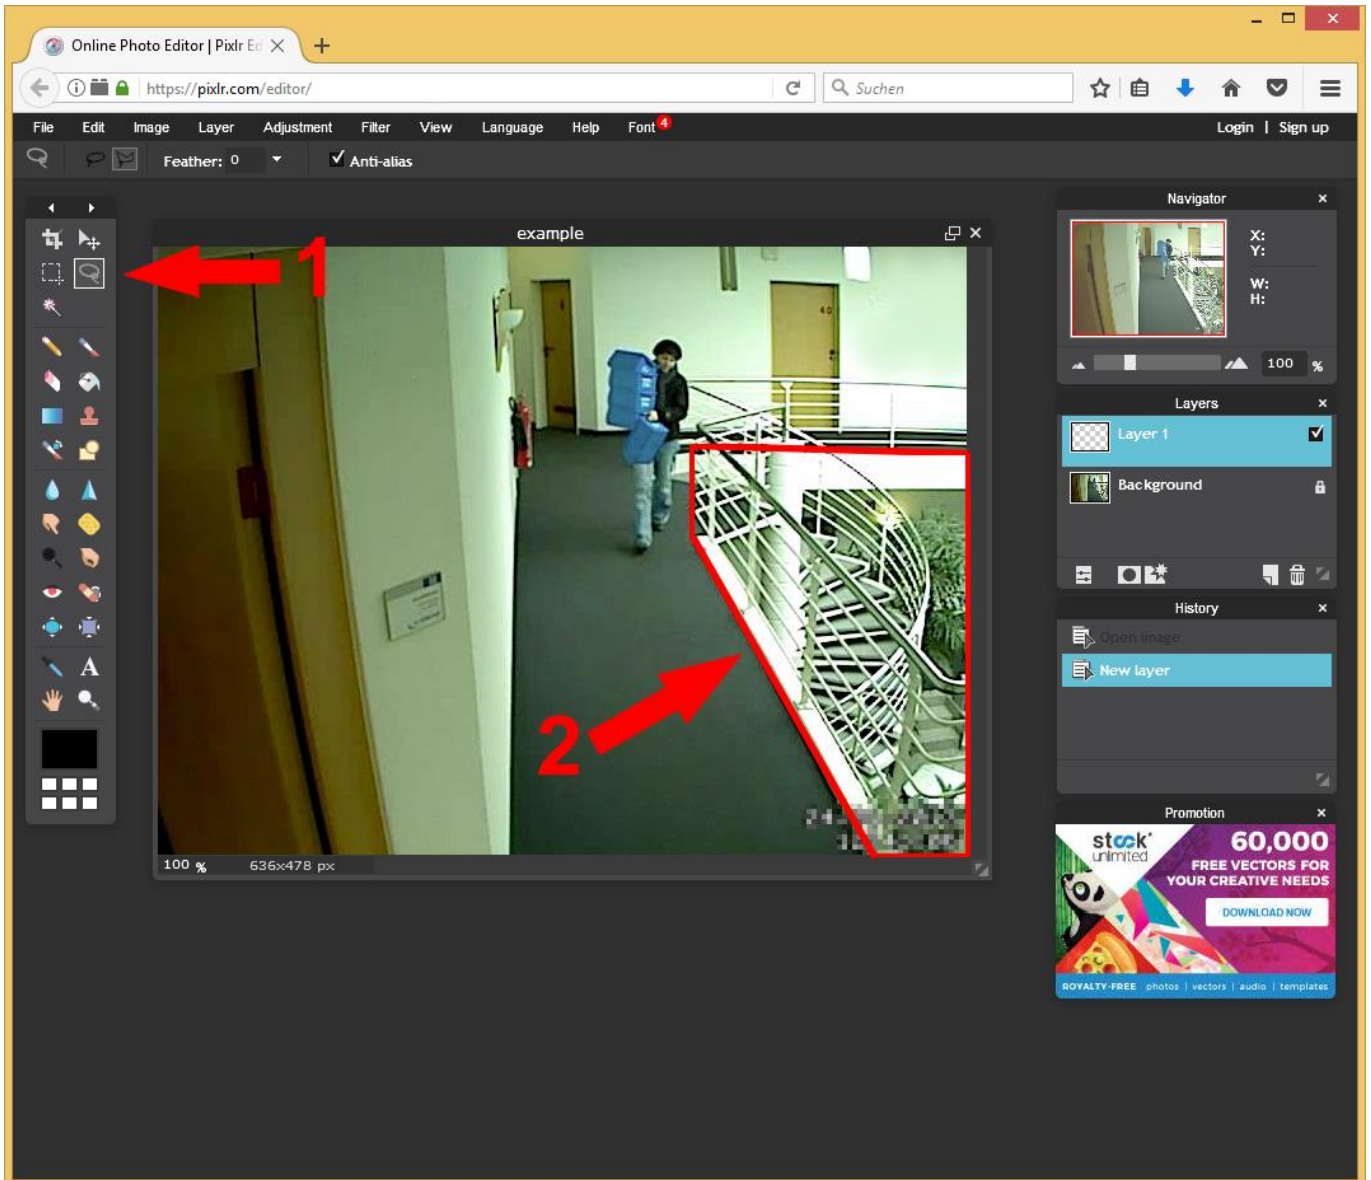 Online Photo Editor | Pixlr Ed
https://pixlr.com/editor/
Suchen
File Edit Image Layer Adjustment Filter View Language Help Font 4 Login | Sign up
Feather: 0 Anti-alias
Navigator
X:
Y:
W:
H:
100 %
example
1
2
40
100 % 636x478 px
Layers
Layer 1
Background
History
Open image
New layer
A
Promotion
stock
unlimited
60,000
FREE VECTORS FOR
YOUR CREATIVE NEEDS
DOWNLOAD NOW
ROYALTY-FREE photos | vectors | audio | templates